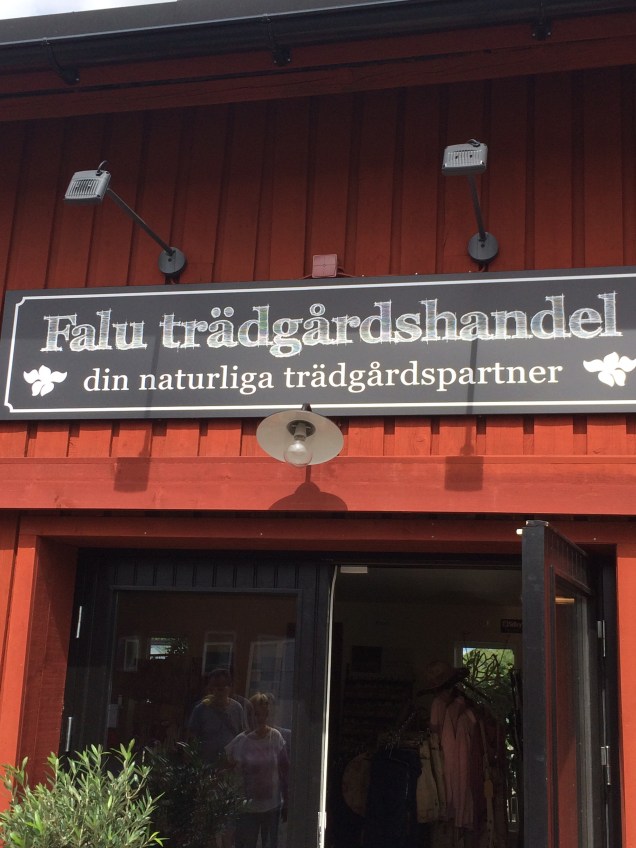 Falu trädgårdshandel
din naturliga trädgårdspartner